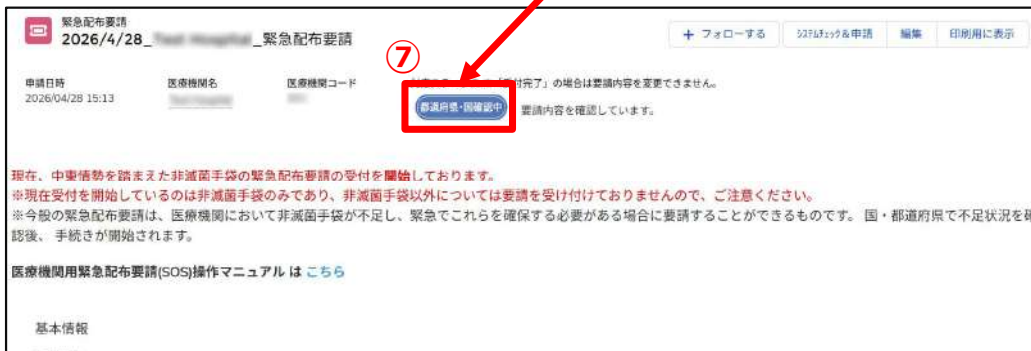 緊急配布要請
2026/4/28_ _緊急配布要請
+ フォローする
システムチェック&申請
編集
印刷用に表示
⑦
申請日時
医療機関名
医療機関コード
付完了」の場合は要請内容を変更できません。
2026/04/28 15:13
都道府県・国確認中
要請内容を確認しています。
現在、中東情勢を踏まえた非滅菌手袋の緊急配布要請の受付を開始しております。
※現在受付を開始しているのは非滅菌手袋のみであり、非滅菌手袋以外については要請を受け付けておりませんので、ご注意ください。
※今般の緊急配布要請は、医療機関において非滅菌手袋が不足し、緊急でこれらを確保する必要がある場合に要請することができるものです。 国・都道府県で不足状況を確
認後、 手続きが開始されます。
医療機関用緊急配布要請(SOS)操作マニュアル は こちら
基本情報